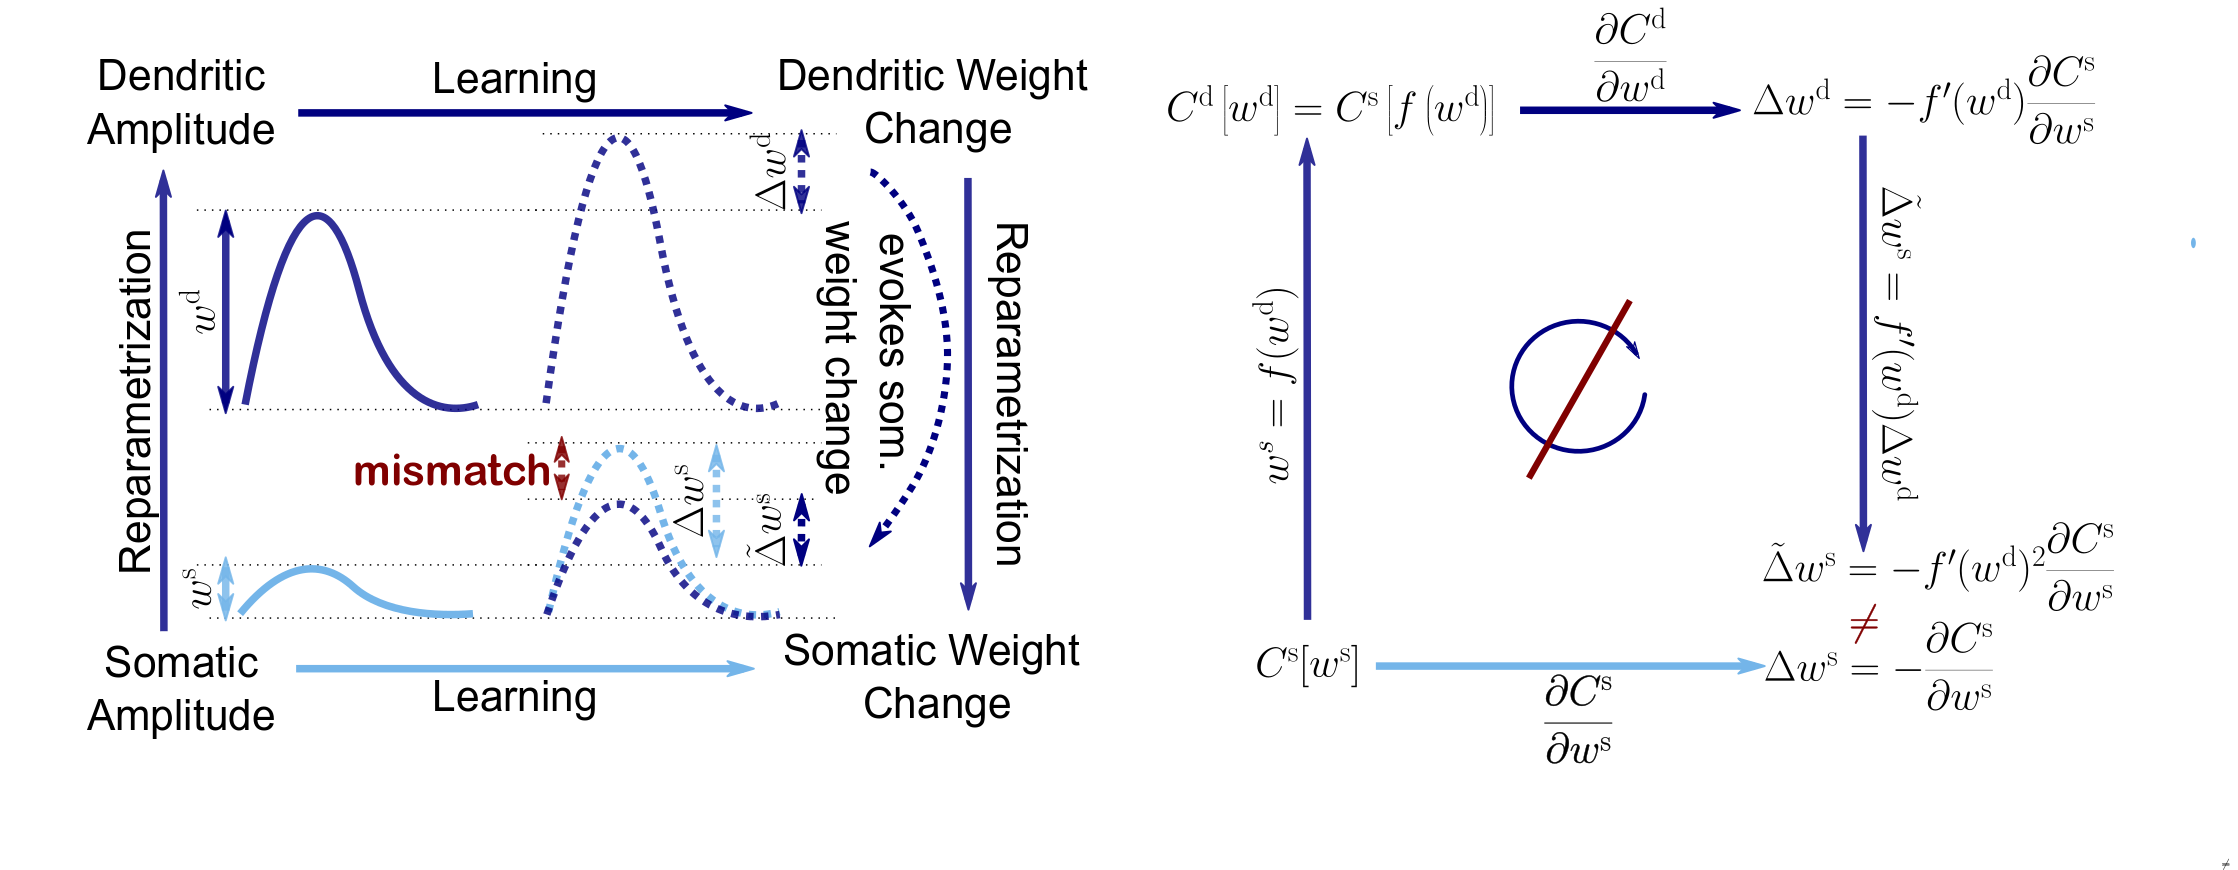 Dendritic
Amplitude
Learning
Dendritic Weight
Change
Reparametrization
w^d
Δw^d
weight change
evokes som.
Reparametrization
mismatch
Δw^s
Δ̃w^s
w^s
Somatic
Amplitude
Learning
Somatic Weight
Change
C^d [w^d] = C^s [f (w^d)]
∂C^d
∂w^d
Δw^d = −f′(w^d) ∂C^s
∂w^s
w^s = f(w^d)
Δ̃w^s = f′(w^d)Δw^d
Δ̃w^s = −f′(w^d)^2 ∂C^s
∂w^s
≠
C^s[w^s]
∂C^s
∂w^s
Δw^s = − ∂C^s
∂w^s
≠